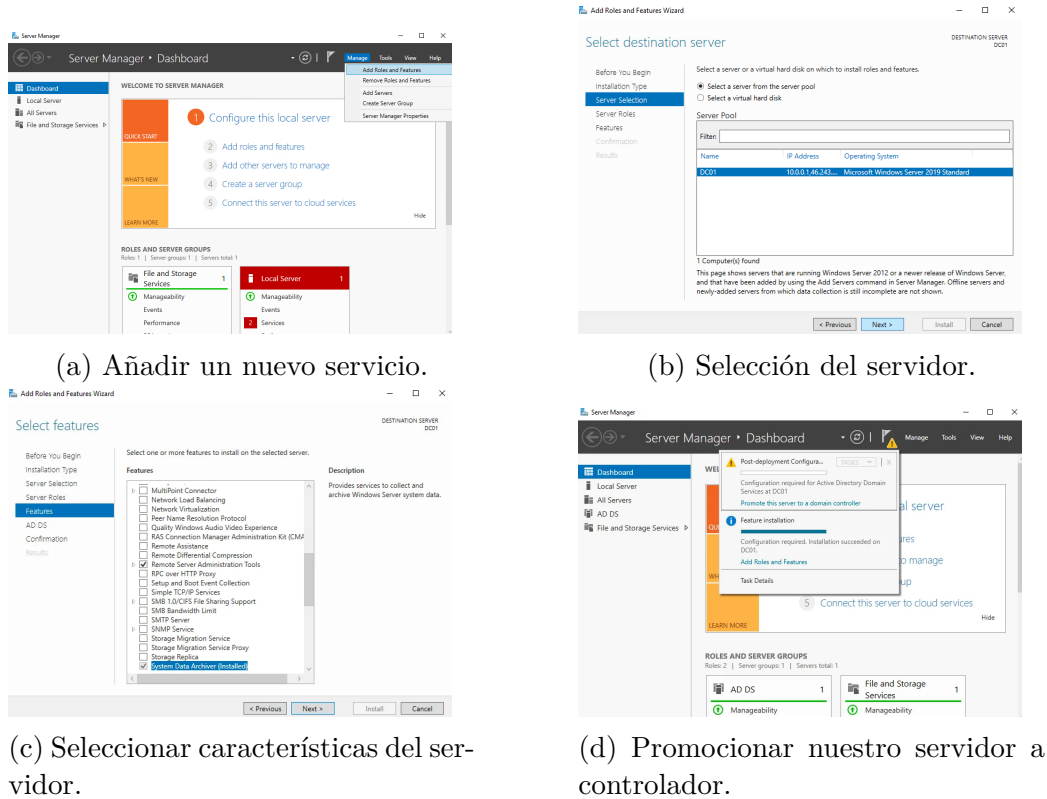 Server Manager
Server Manager • Dashboard
Manage Tools View Help
Add Roles and Features
Remove Roles and Features
Add Servers
Create Server Group
Server Manager Properties
Dashboard
Local Server
All Servers
File and Storage Services
WELCOME TO SERVER MANAGER
QUICK START
WHAT'S NEW
LEARN MORE
1 Configure this local server
2 Add roles and features
3 Add other servers to manage
4 Create a server group
5 Connect this server to cloud services
Hide
ROLES AND SERVER GROUPS
Roles: 1 | Server groups: 1 | Servers total: 1
File and Storage Services 1
Manageability
Events
Performance
Local Server 1
Manageability
Events
2 Services
(a) Añadir un nuevo servicio.
Add Roles and Features Wizard
Select destination server
DESTINATION SERVER
DC01
Before You Begin
Installation Type
Server Selection
Server Roles
Features
Confirmation
Results
Select a server or a virtual hard disk on which to install roles and features.
Select a server from the server pool
Select a virtual hard disk
Server Pool
Filter:
Name IP Address Operating System
DC01 10.0.0.1,46.243.... Microsoft Windows Server 2019 Standard
1 Computer(s) found
This page shows servers that are running Windows Server 2012 or a newer release of Windows Server,
and that have been added by using the Add Servers command in Server Manager. Offline servers and
newly-added servers from which data collection is still incomplete are not shown.
< Previous Next > Install Cancel
(b) Selección del servidor.
Add Roles and Features Wizard
Select features
DESTINATION SERVER
DC01
Before You Begin
Installation Type
Server Selection
Server Roles
Features
AD DS
Confirmation
Results
Select one or more features to install on the selected server.
Features
MultiPoint Connector
Network Load Balancing
Network Virtualization
Peer Name Resolution Protocol
Quality Windows Audio Video Experience
RAS Connection Manager Administration Kit (CMA
Remote Assistance
Remote Differential Compression
Remote Server Administration Tools
RPC over HTTP Proxy
Setup and Boot Event Collection
Simple TCP/IP Services
SMB 1.0/CIFS File Sharing Support
SMB Bandwidth Limit
SMTP Server
SNMP Service
Storage Migration Service
Storage Migration Service Proxy
Storage Replica
System Data Archiver (Installed)
Description
Provides services to collect and
archive Windows Server system data.
< Previous Next > Install Cancel
(c) Seleccionar características del ser-
vidor.
Server Manager
Server Manager • Dashboard
Manage Tools View Help
Dashboard
Local Server
All Servers
AD DS
File and Storage Services
WEL
Post-deployment Configura... TASKS X
Configuration required for Active Directory Domain
Services at DC01
Promote this server to a domain controller
Feature installation
Configuration required. Installation succeeded on
DC01.
Add Roles and Features
Task Details
QU
WH
LEARN MORE
al server
ures
o manage
up
5 Connect this server to cloud services
Hide
ROLES AND SERVER GROUPS
Roles: 2 | Server groups: 1 | Servers total: 1
AD DS 1
Manageability
File and Storage Services 1
Manageability
(d) Promocionar nuestro servidor a
controlador.